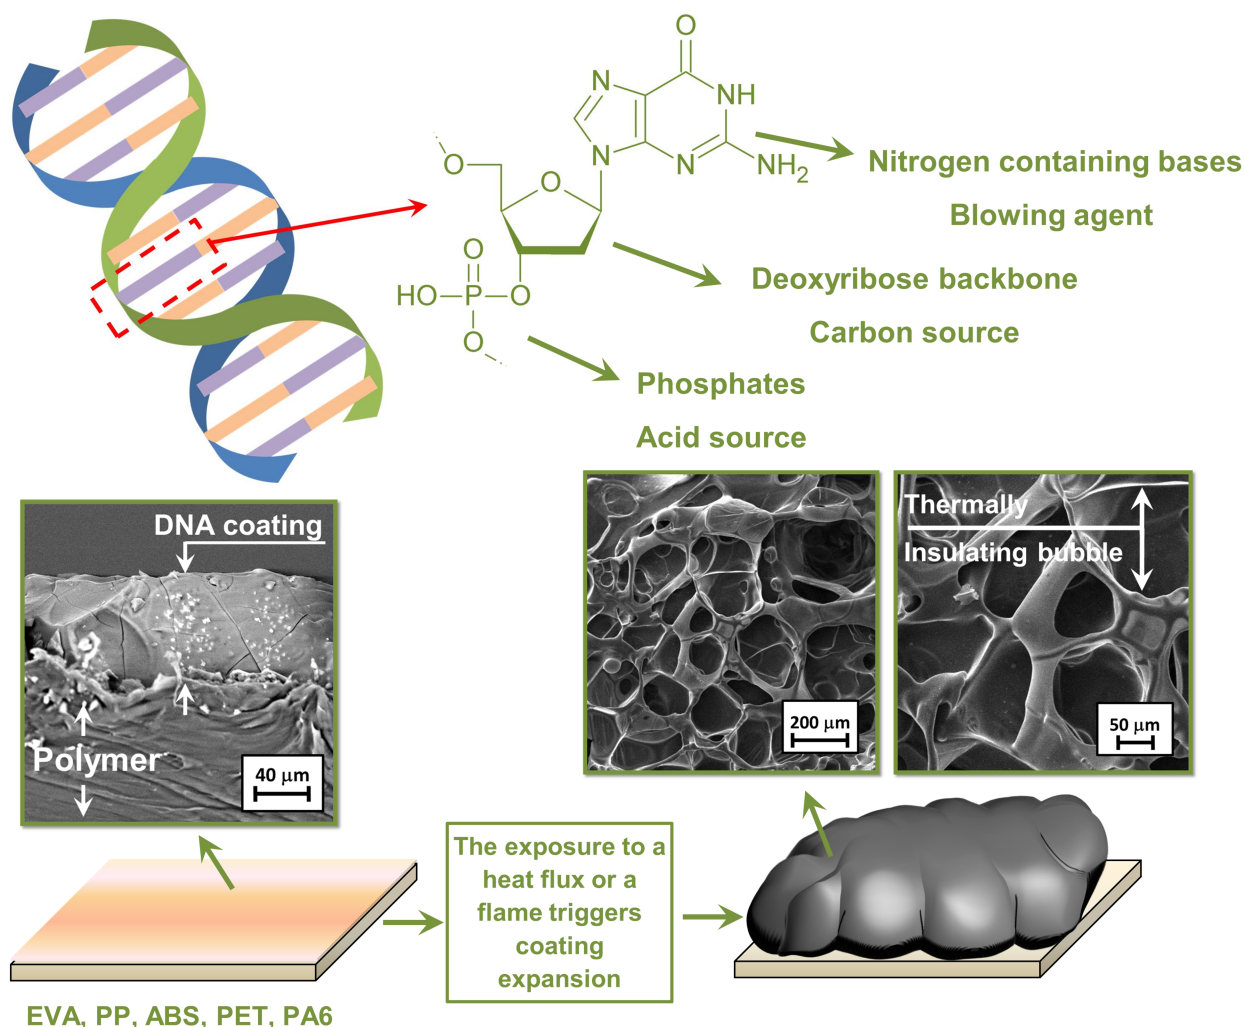 O
N
NH
N
N
NH2
O
O
O
HO
P
O
O
Nitrogen containing bases
Blowing agent
Deoxyribose backbone
Carbon source
Phosphates
Acid source
DNA coating
Polymer
40 μm
200 μm
Thermally
Insulating bubble
50 μm
The exposure to a
heat flux or a
flame triggers
coating
expansion
EVA, PP, ABS, PET, PA6